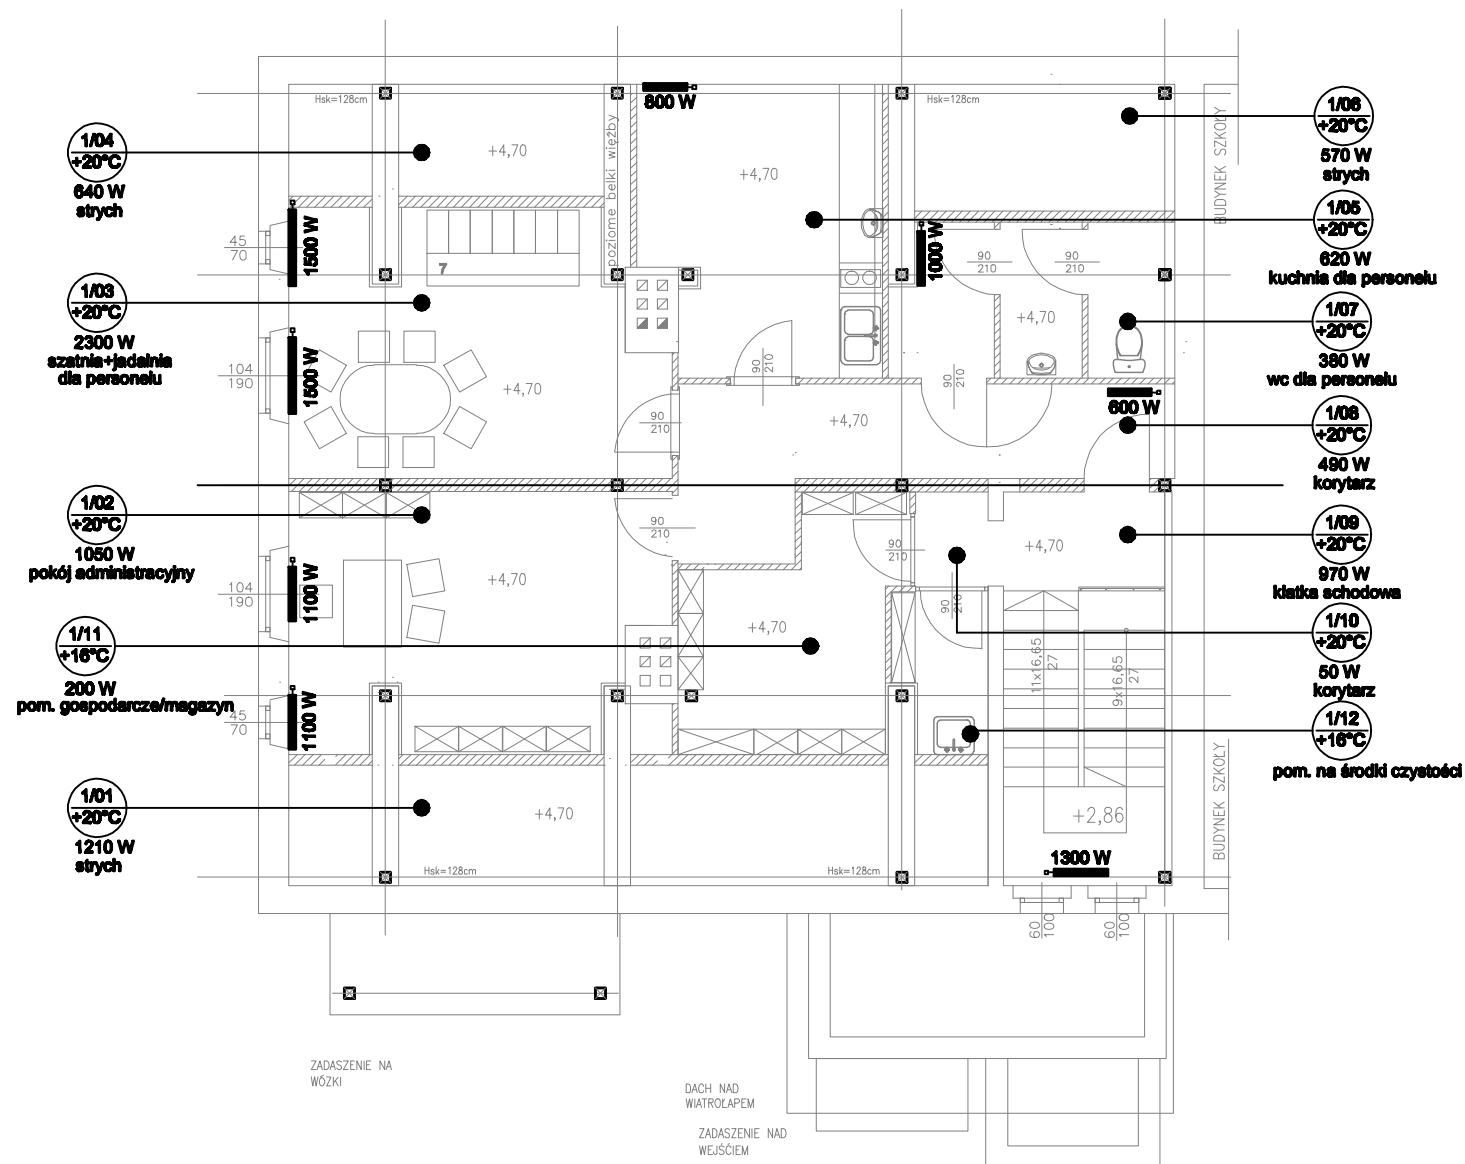 Hsk=128cm
800 W
Hsk=128cm
1/04
+20°C
640 W
strych
+4,70
poziome belki więźby
+4,70
BUDYNEK SZKOŁY
1/06
+20°C
570 W
strych
1/05
+20°C
620 W
kuchnia dla personelu
45
70
1500 W
7
1000 W
90
210
90
210
1/03
+20°C
2300 W
szatnia+jadalnia
dla personelu
+4,70
1/07
+20°C
380 W
wc dla personelu
104
190
1500 W
+4,70
90
210
90
210
600 W
90
210
+4,70
1/08
+20°C
490 W
korytarz
1/02
+20°C
1050 W
pokój administracyjny
90
210
90
210
+4,70
1/09
+20°C
970 W
klatka schodowa
104
190
1100 W
+4,70
90
210
1/11
+16°C
200 W
pom. gospodarcze/magazyn
+4,70
11x16,65
27
9x16,65
27
1/10
+20°C
50 W
korytarz
45
70
1100 W
1/12
+16°C
pom. na środki czystości
BUDYNEK SZKOŁY
1/01
+20°C
1210 W
strych
+4,70
+2,86
Hsk=128cm
Hsk=128cm
1300 W
60
100
60
100
ZADASZENIE NA
WÓZKI
DACH NAD
WIATROŁAPEM
ZADASZENIE NAD
WEJŚCIEM